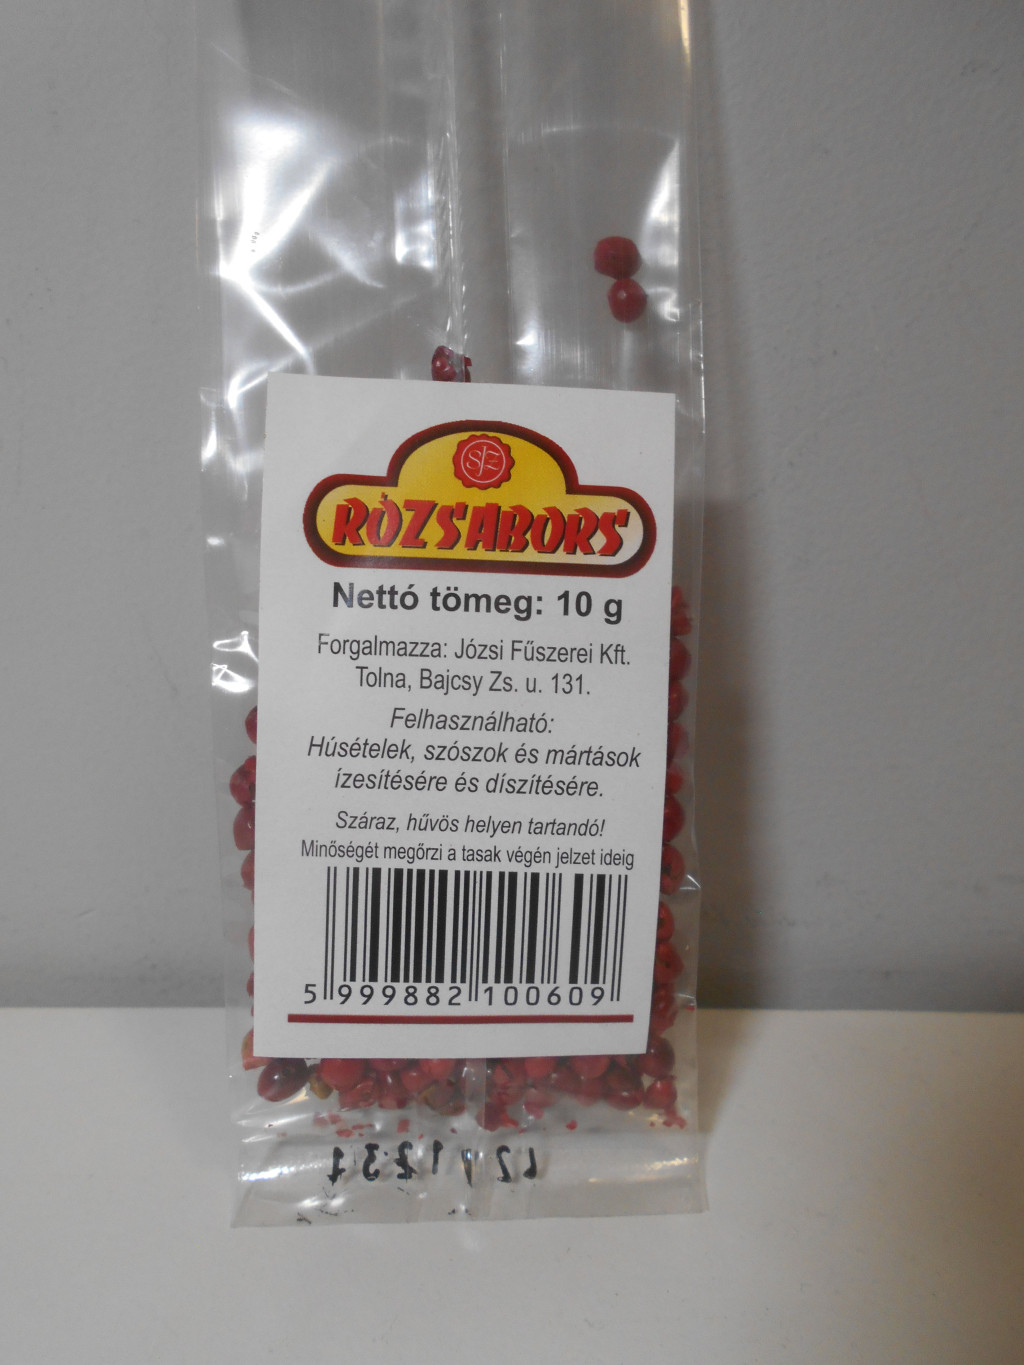 SJZ
RÓZSABORS
Nettó tömeg: 10 g
Forgalmazza: Józsi Fűszerei Kft.
Tolna, Bajcsy Zs. u. 131.
Felhasználható:
Húsételek, szószok és mártások
ízesítésére és díszítésére.
Száraz, hűvös helyen tartandó!
Minőségét megőrzi a tasak végén jelzet ideig
5 999882 100609